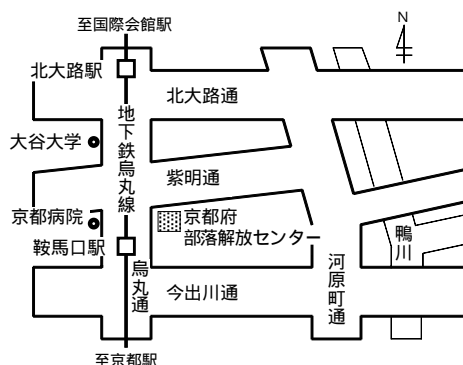 至国際会館駅
N
北大路駅
北大路通
地下鉄烏丸線
大谷大学
紫明通
京都病院
京都府
部落解放センター
鞍馬口駅
鴨川
烏丸通
今出川通
河原町通
至京都駅